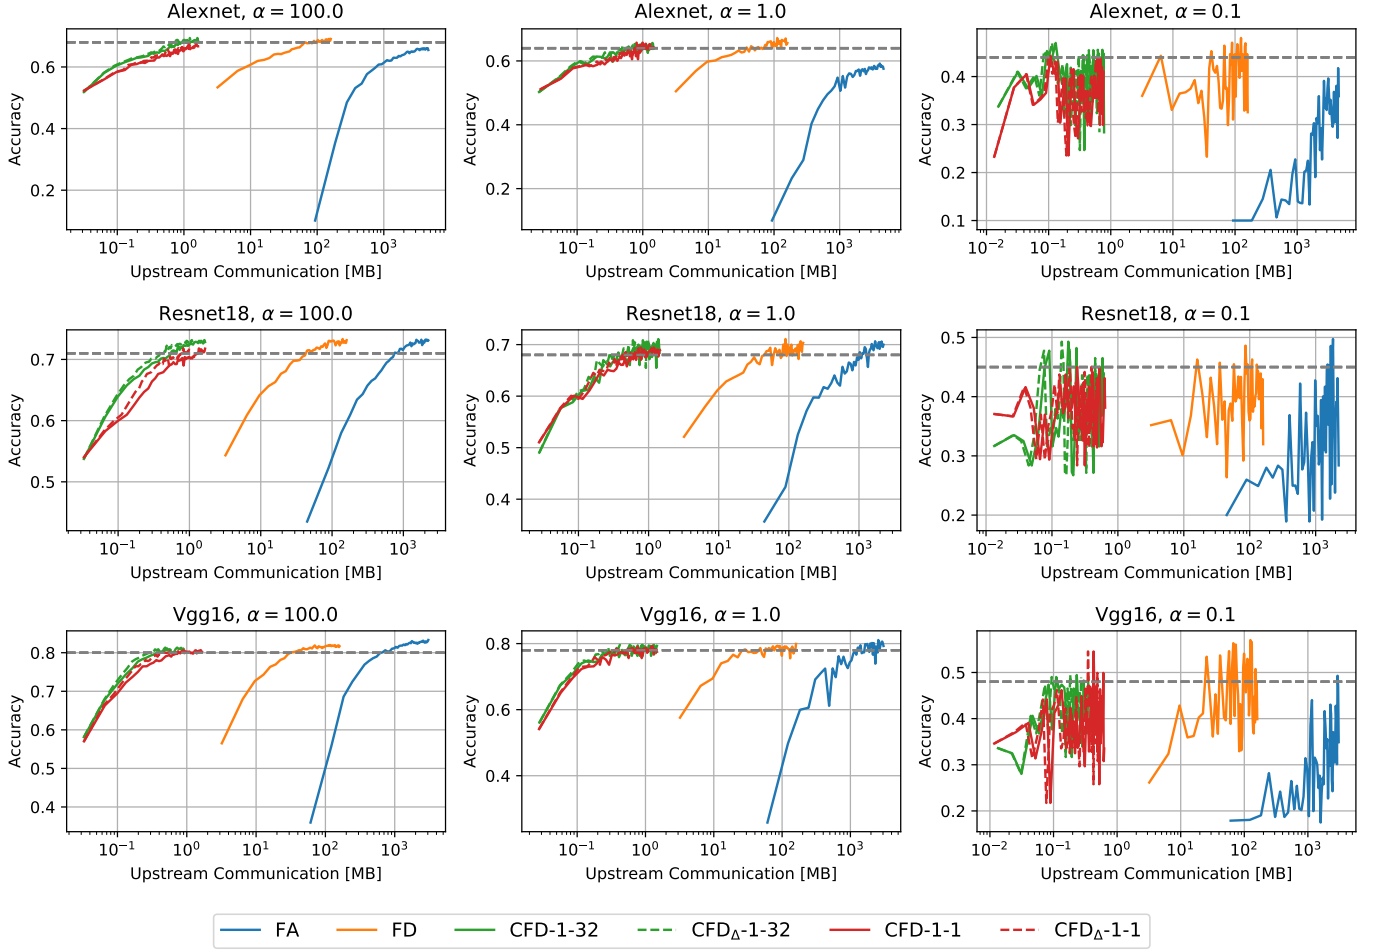 Alexnet, α = 100.0
Alexnet, α = 1.0
Alexnet, α = 0.1
Accuracy
0.6
0.4
0.2
10⁻¹ 10⁰ 10¹ 10² 10³
Upstream Communication [MB]
Accuracy
0.6
0.4
0.2
10⁻¹ 10⁰ 10¹ 10² 10³
Upstream Communication [MB]
Accuracy
0.4
0.3
0.2
0.1
10⁻² 10⁻¹ 10⁰ 10¹ 10² 10³
Upstream Communication [MB]
Resnet18, α = 100.0
Resnet18, α = 1.0
Resnet18, α = 0.1
Accuracy
0.7
0.6
0.5
10⁻¹ 10⁰ 10¹ 10² 10³
Upstream Communication [MB]
Accuracy
0.7
0.6
0.5
0.4
10⁻¹ 10⁰ 10¹ 10² 10³
Upstream Communication [MB]
Accuracy
0.5
0.4
0.3
0.2
10⁻² 10⁻¹ 10⁰ 10¹ 10² 10³
Upstream Communication [MB]
Vgg16, α = 100.0
Vgg16, α = 1.0
Vgg16, α = 0.1
Accuracy
0.8
0.7
0.6
0.5
0.4
10⁻¹ 10⁰ 10¹ 10² 10³
Upstream Communication [MB]
Accuracy
0.8
0.6
0.4
10⁻¹ 10⁰ 10¹ 10² 10³
Upstream Communication [MB]
Accuracy
0.5
0.4
0.3
0.2
10⁻² 10⁻¹ 10⁰ 10¹ 10² 10³
Upstream Communication [MB]
FA FD CFD-1-32 CFD_Δ-1-32 CFD-1-1 CFD_Δ-1-1